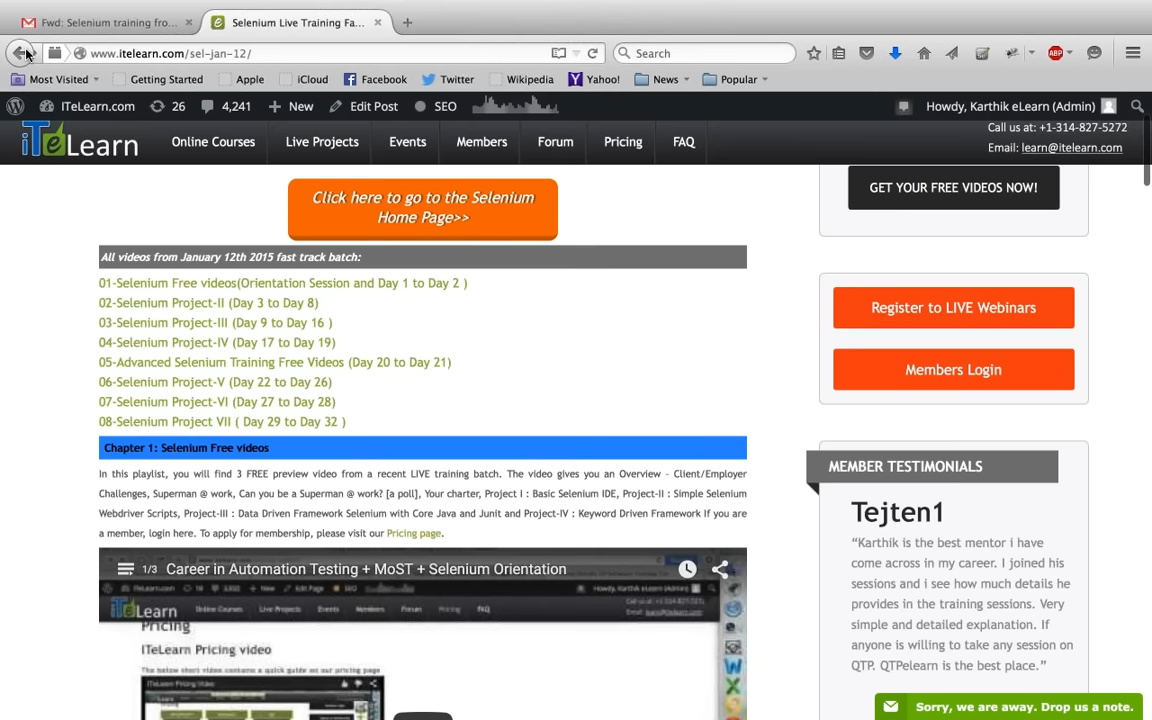 Fwd: Selenium training fro...
Selenium Live Training Fa...
www.itelearn.com/sel-jan-12/
Search
Most Visited
Getting Started
Apple
iCloud
Facebook
Twitter
Wikipedia
Yahoo!
News
Popular
ABP
ITeLearn.com
26
4,241
New
Edit Post
SEO
Howdy, Karthik eLearn (Admin)
iTeLearn
Online Courses
Live Projects
Events
Members
Forum
Pricing
FAQ
Call us at: +1-314-827-5272
Email: learn@itelearn.com
Click here to go to the Selenium
Home Page>>
All videos from January 12th 2015 fast track batch:
01-Selenium Free videos(Orientation Session and Day 1 to Day 2 )
02-Selenium Project-II (Day 3 to Day 8)
03-Selenium Project-III (Day 9 to Day 16 )
04-Selenium Project-IV (Day 17 to Day 19)
05-Advanced Selenium Training Free Videos (Day 20 to Day 21)
06-Selenium Project-V (Day 22 to Day 26)
07-Selenium Project-VI (Day 27 to Day 28)
08-Selenium Project VII ( Day 29 to Day 32 )
Chapter 1: Selenium Free videos
In this playlist, you will find 3 FREE preview video from a recent LIVE training batch. The video gives you an Overview – Client/Employer
Challenges, Superman @ work, Can you be a Superman @ work? [a poll], Your charter, Project I : Basic Selenium IDE, Project-II : Simple Selenium
Webdriver Scripts, Project-III : Data Driven Framework Selenium with Core Java and Junit and Project-IV : Keyword Driven Framework If you are
a member, login here. To apply for membership, please visit our Pricing page.
1/3 Career in Automation Testing + MoST + Selenium Orientation
iTeLearn
Pricing
ITeLearn Pricing video
The below short video contains a quick guide on our pricing page
ITeLearn Pricing Video
GET YOUR FREE VIDEOS NOW!
Register to LIVE Webinars
Members Login
MEMBER TESTIMONIALS
Tejten1
“Karthik is the best mentor i have
come across in my career. I joined his
sessions and i see how much details he
provides in the training sessions. Very
simple and detailed explanation. If
anyone is willing to take any session on
QTP. QTPelearn is the best place.”
Sorry, we are away. Drop us a note.